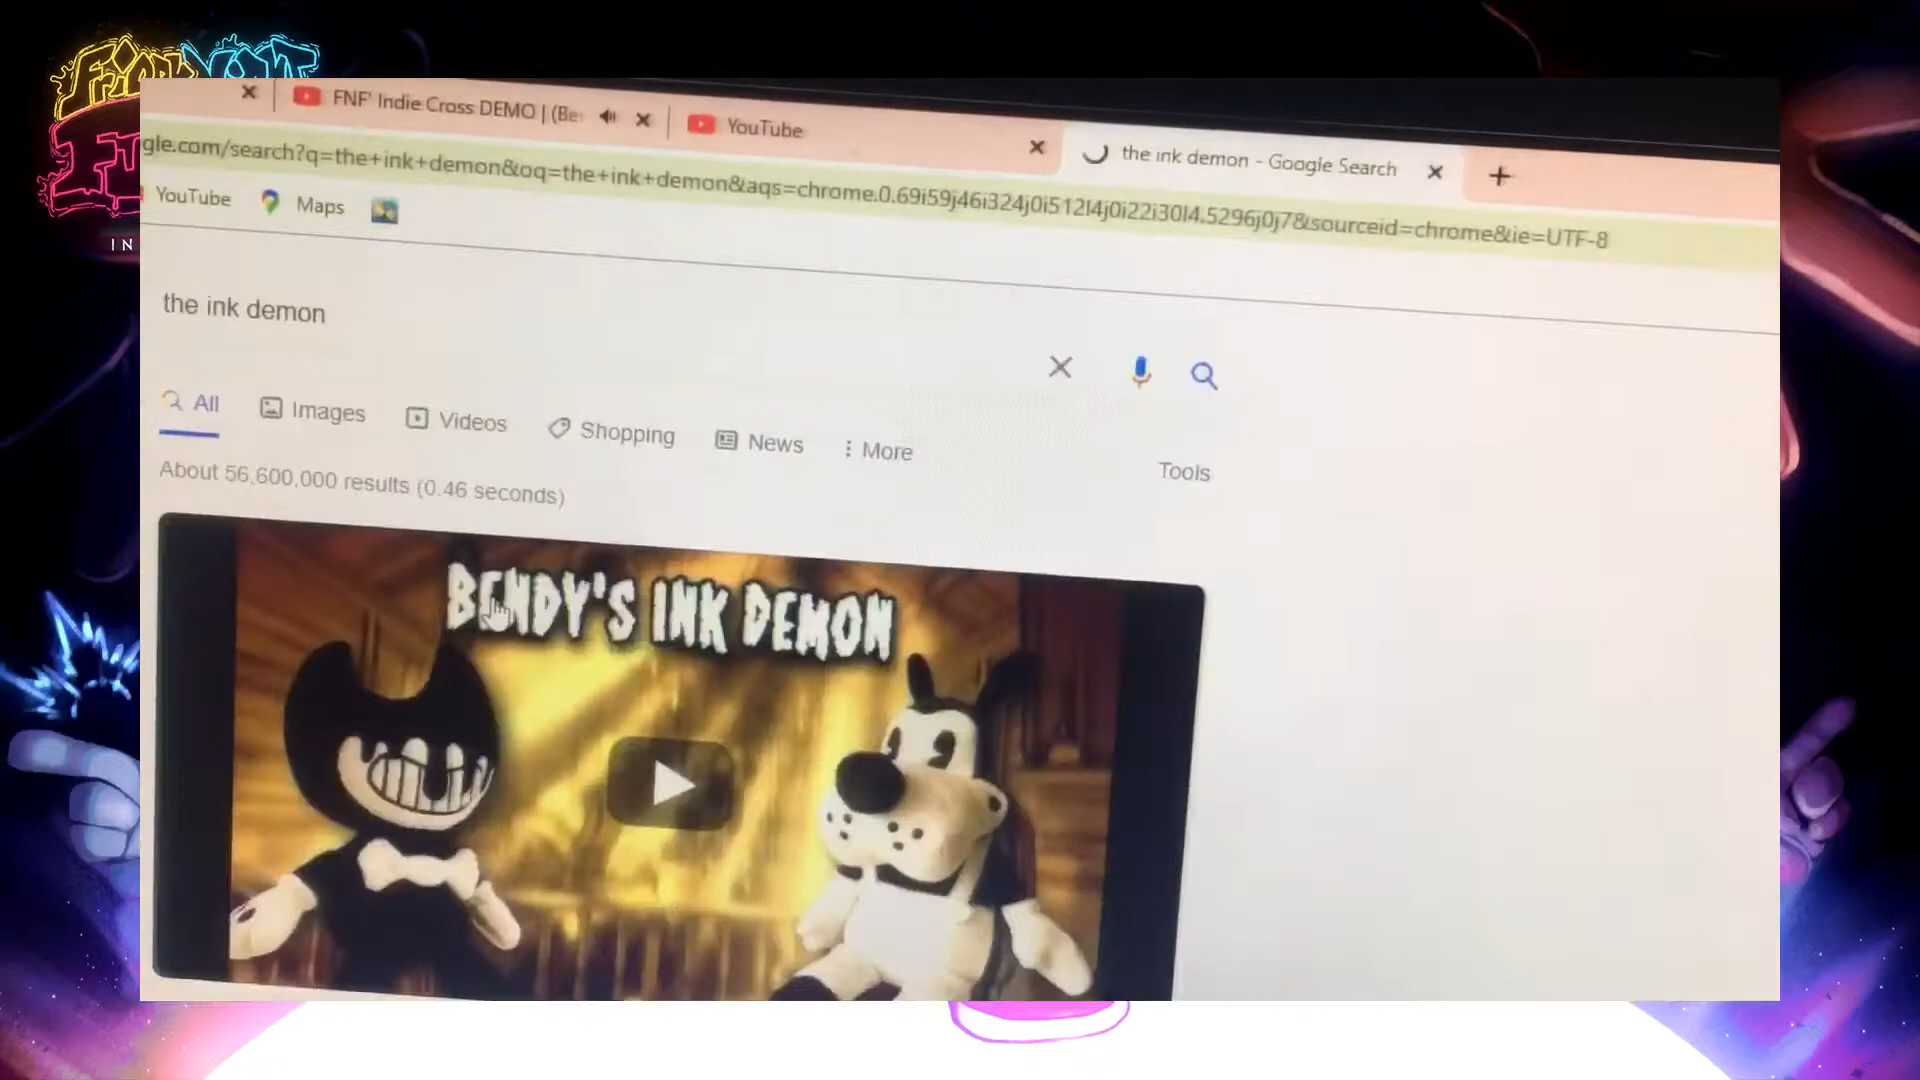 FNF' Indie Cross DEMO | (Be
YouTube
the ink demon - Google Search
gle.com/search?q=the+ink+demon&oq=the+ink+demon&aqs=chrome.0.69i59j46i324j0i512l4j0i22i30l4.5296j0j7&sourceid=chrome&ie=UTF-8
YouTube
Maps
IN
the ink demon
All
Images
Videos
Shopping
News
More
Tools
About 56,600,000 results (0.46 seconds)
BENDY'S INK DEMON